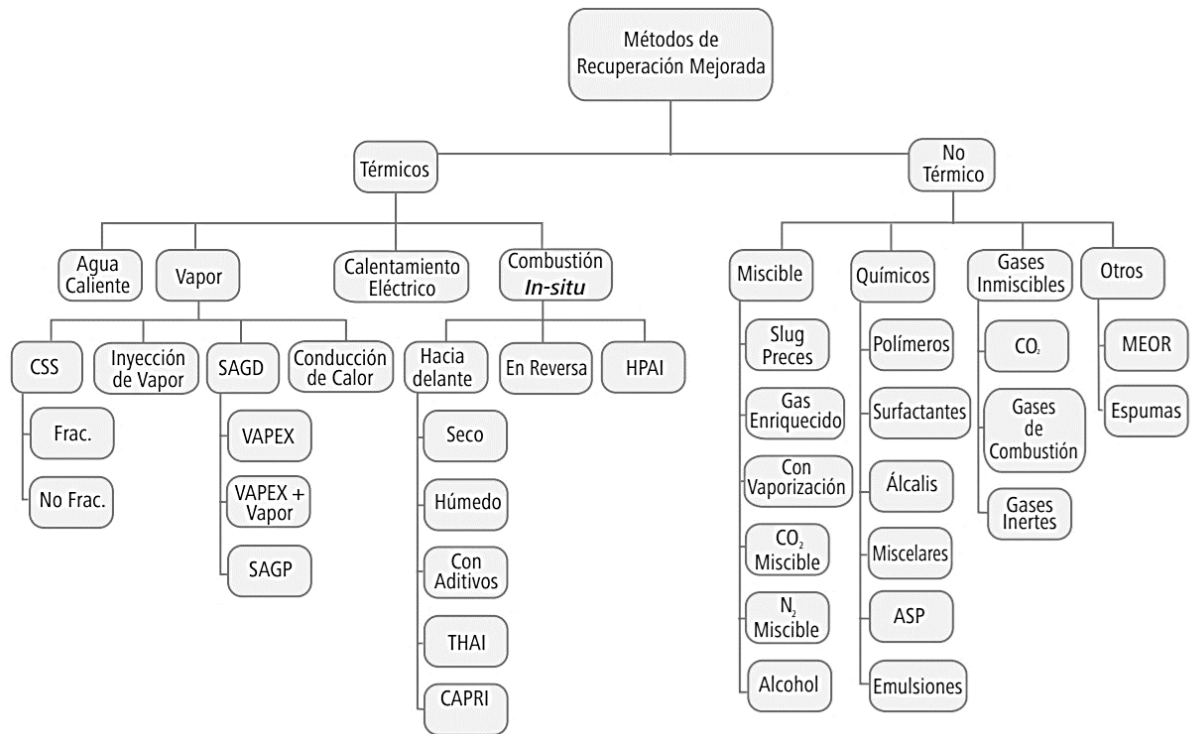 Métodos de
Recuperación Mejorada
Térmicos
No
Térmico
Agua
Caliente
Vapor
Calentamiento
Eléctrico
Combustión
In-situ
Miscible
Químicos
Gases
Inmiscibles
Otros
CSS
Inyección
de Vapor
SAGD
Conducción
de Calor
Hacia
delante
En Reversa
HPAI
Slug
Preces
Polímeros
CO₂
MEOR
Frac.
VAPEX
Seco
Gas
Enriquecido
Surfactantes
Gases
de
Combustión
Espumas
No Frac.
VAPEX +
Vapor
Húmedo
Con
Vaporización
Álcalis
Gases
Inertes
SAGP
Con
Aditivos
CO₂
Miscible
Miscelares
THAI
N₂
Miscible
ASP
CAPRI
Alcohol
Emulsiones